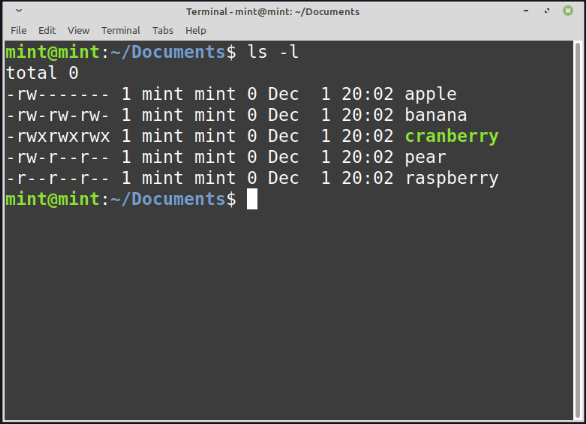 Terminal - mint@mint: ~/Documents
File Edit View Terminal Tabs Help
mint@mint:~/Documents$ ls -l
total 0
-rw------- 1 mint mint 0 Dec  1 20:02 apple
-rw-rw-rw- 1 mint mint 0 Dec  1 20:02 banana
-rwxrwxrwx 1 mint mint 0 Dec  1 20:02 cranberry
-rw-r--r-- 1 mint mint 0 Dec  1 20:02 pear
-r--r--r-- 1 mint mint 0 Dec  1 20:02 raspberry
mint@mint:~/Documents$